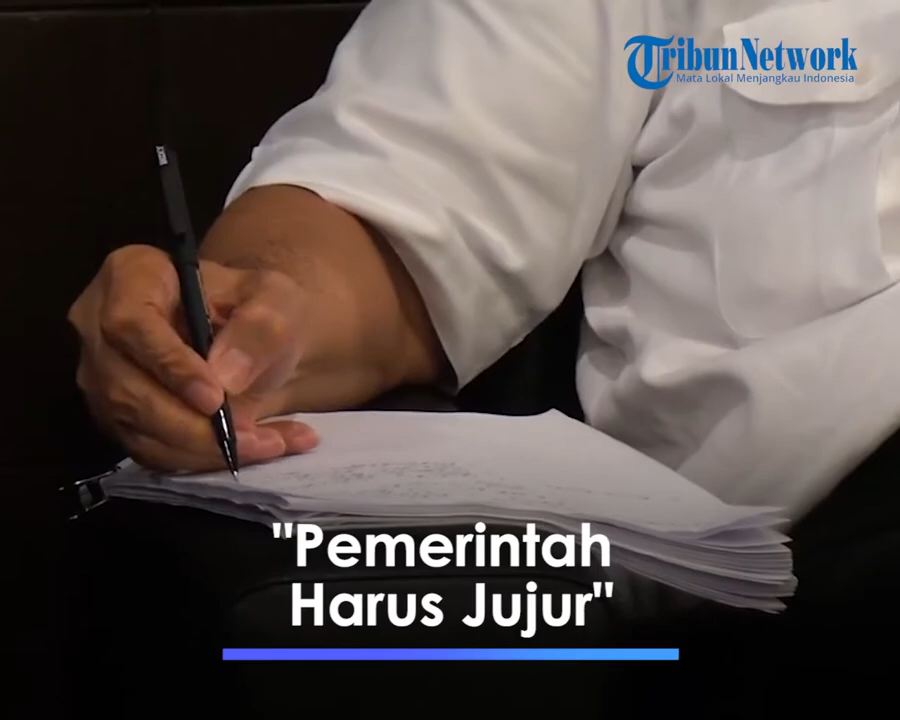 TribunNetwork
Mata Lokal Menjangkau Indonesia
"Pemerintah
Harus Jujur"